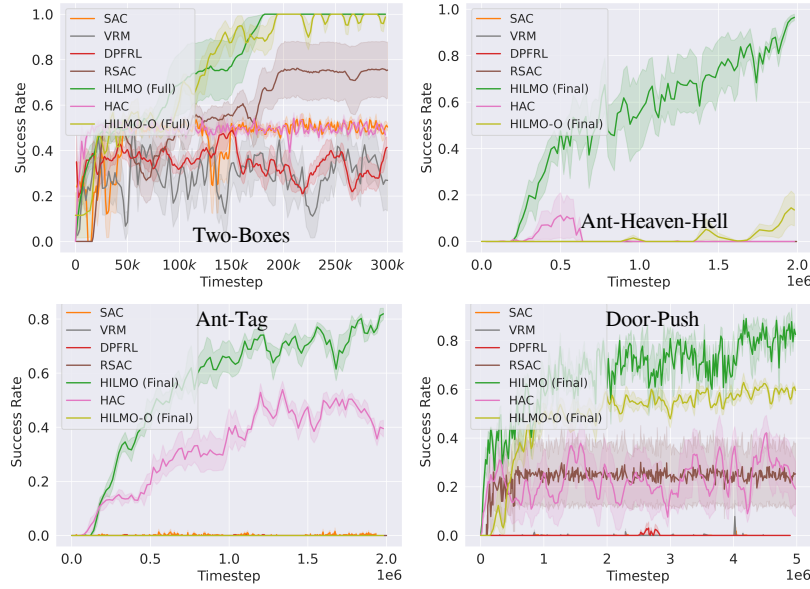 SAC
VRM
DPFRL
RSAC
HILMO (Full)
HAC
HILMO-O (Full)
Success Rate
1.0
0.8
0.6
0.4
0.2
0.0
Two-Boxes
0 50k 100k 150k 200k 250k 300k
Timestep
SAC
VRM
DPFRL
RSAC
HILMO (Final)
HAC
HILMO-O (Final)
Success Rate
1.0
0.8
0.6
0.4
0.2
0.0
Ant-Heaven-Hell
0.0 0.5 1.0 1.5 2.0
Timestep
1e6
SAC
VRM
DPFRL
RSAC
HILMO (Final)
HAC
HILMO-O (Final)
Ant-Tag
Success Rate
0.8
0.6
0.4
0.2
0.0
0.0 0.5 1.0 1.5 2.0
Timestep
1e6
SAC
VRM
DPFRL
RSAC
HILMO (Final)
HAC
HILMO-O (Final)
Door-Push
Success Rate
0.8
0.6
0.4
0.2
0.0
0 1 2 3 4 5
Timestep
1e6